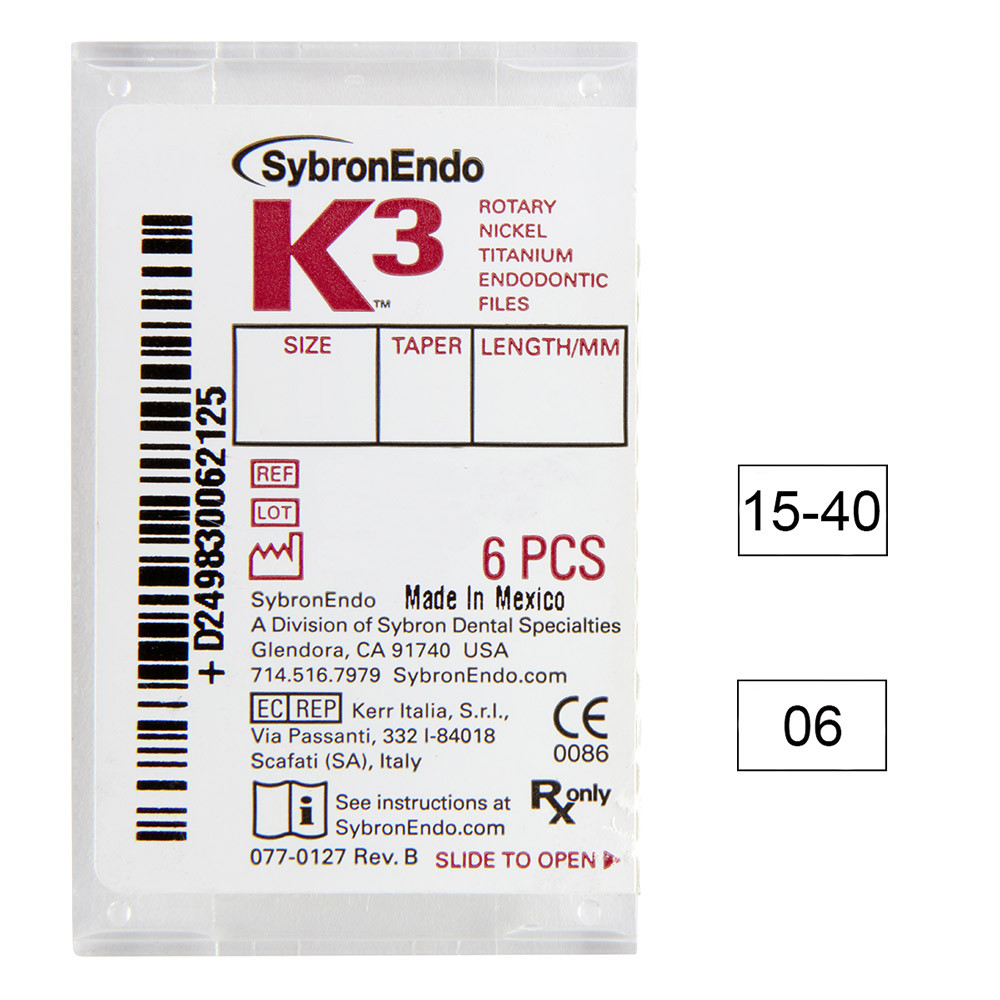 SybronEndo
K3™
ROTARY
NICKEL
TITANIUM
ENDODONTIC
FILES
SIZE TAPER LENGTH/MM
REF
LOT
6 PCS
SybronEndo Made In Mexico
A Division of Sybron Dental Specialties
Glendora, CA 91740 USA
714.516.7979 SybronEndo.com
EC REP Kerr Italia, S.r.l.,
Via Passanti, 332 I-84018
Scafati (SA), Italy
CE
0086
i See instructions at
SybronEndo.com
Rx only
077-0127 Rev. B SLIDE TO OPEN
+D249830062125
15-40
06